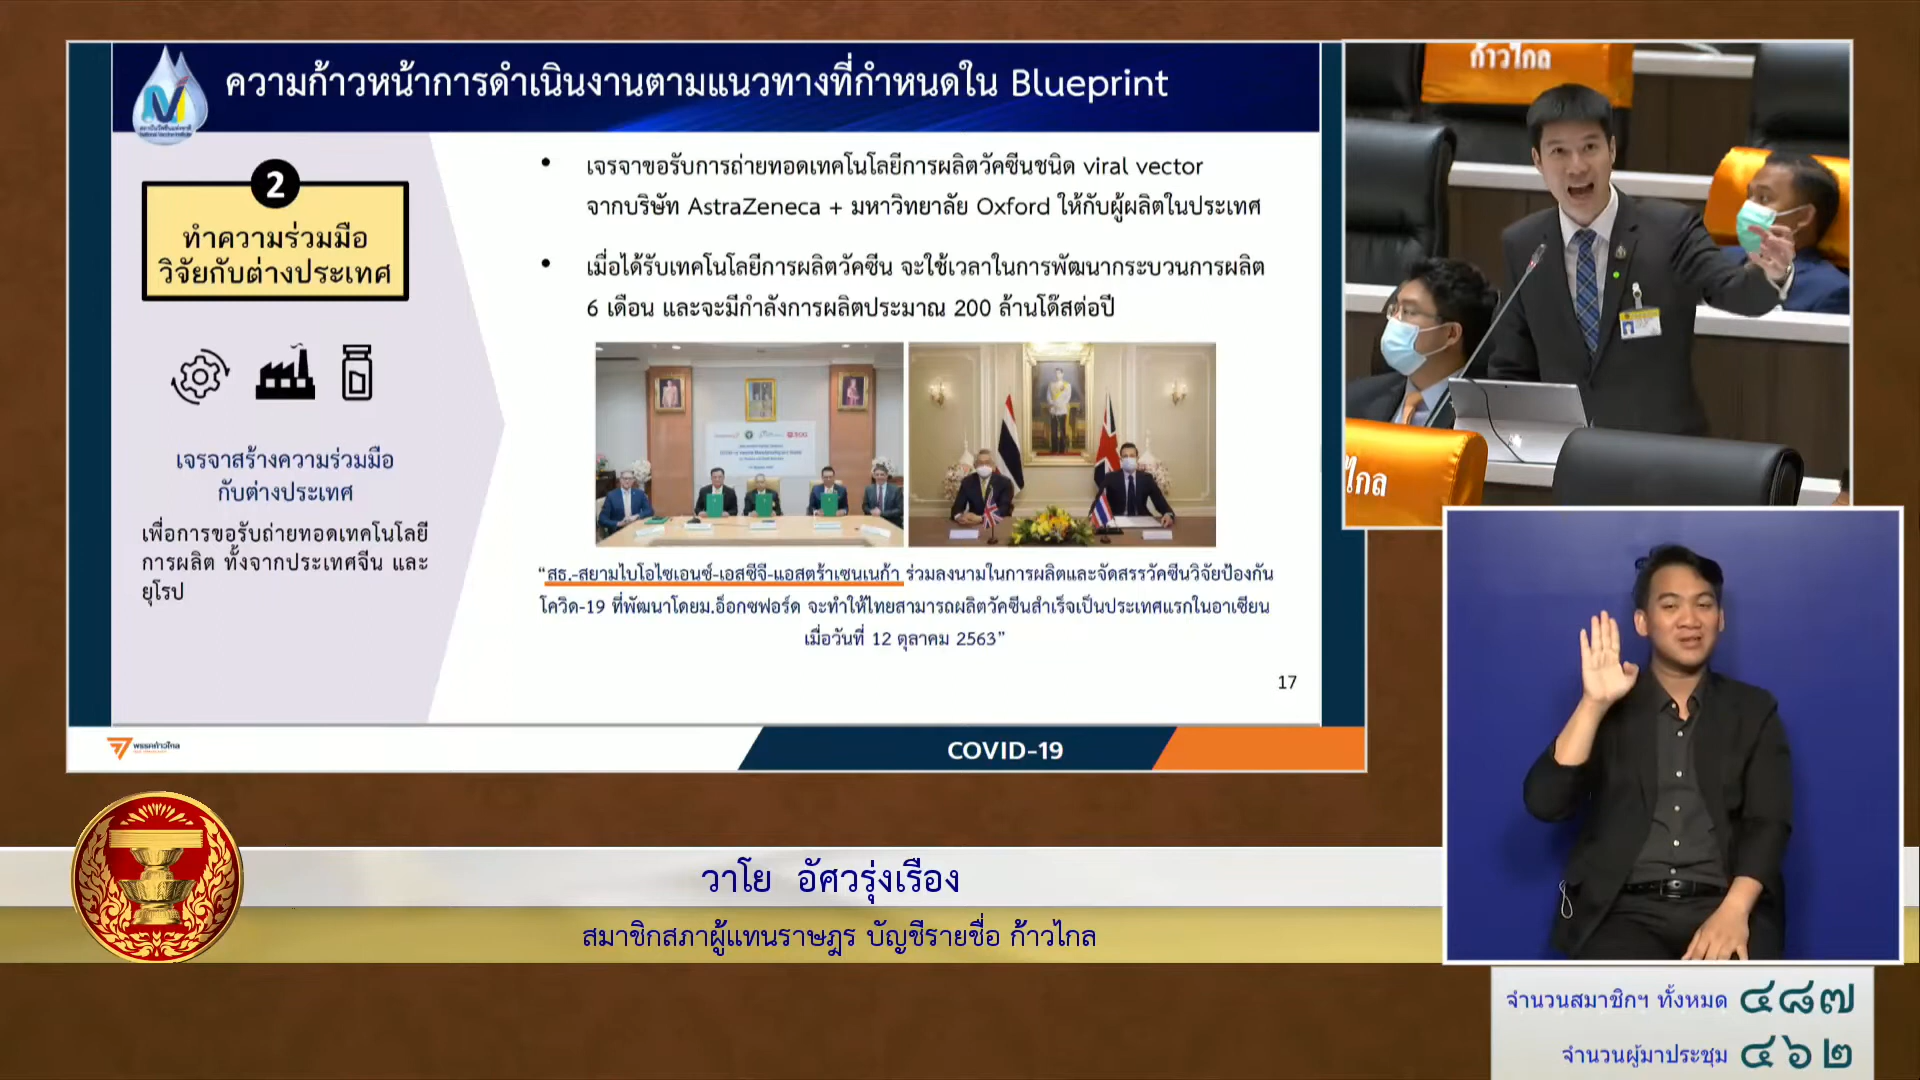 ความก้าวหน้าการดำเนินงานตามแนวทางที่กำหนดใน Blueprint
2
ทำความร่วมมือ
วิจัยกับต่างประเทศ
เจรจาสร้างความร่วมมือ
กับต่างประเทศ
เพื่อการขอรับถ่ายทอดเทคโนโลยี
การผลิต ทั้งจากประเทศจีน และ
ยุโรป
• เจรจาขอรับการถ่ายทอดเทคโนโลยีการผลิตวัคซีนชนิด viral vector
จากบริษัท AstraZeneca + มหาวิทยาลัย Oxford ให้กับผู้ผลิตในประเทศ
• เมื่อได้รับเทคโนโลยีการผลิตวัคซีน จะใช้เวลาในการพัฒนากระบวนการผลิต
6 เดือน และจะมีกำลังการผลิตประมาณ 200 ล้านโด๊สต่อปี
“สธ.-สยามไบโอไซเอนซ์-เอสซีจี-แอสตร้าเซนเนก้า ร่วมลงนามในการผลิตและจัดสรรวัคซีนวิจัยป้องกัน
โควิด-19 ที่พัฒนาโดยม.อ็อกซฟอร์ด จะทำให้ไทยสามารถผลิตวัคซีนสำเร็จเป็นประเทศแรกในอาเซียน
เมื่อวันที่ 12 ตุลาคม 2563”
17
พรรคก้าวไกล
COVID-19
ก้าวไกล
ไกล
วาโย อัศวรุ่งเรือง
สมาชิกสภาผู้แทนราษฎร บัญชีรายชื่อ ก้าวไกล
จำนวนสมาชิกฯ ทั้งหมด ๔๘๗
จำนวนผู้มาประชุม ๔๖๒